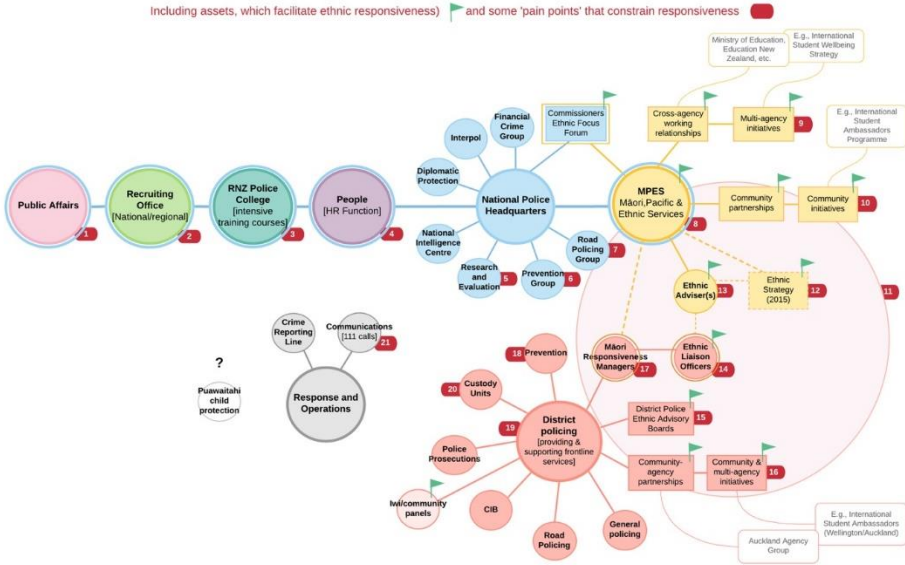 Including assets, which facilitate ethnic responsiveness) and some 'pain points' that constrain responsiveness
Ministry of Education,
Education New
Zealand, etc.
E.g., International
Student Wellbeing
Strategy
Commissioners
Ethnic Focus
Forum
Cross-agency
working
relationships
Multi-agency
initiatives
9
E.g., International
Student
Ambassadors
Programme
Financial
Crime
Group
Interpol
Diplomatic
Protection
National
Intelligence
Centre
Research
and
Evaluation
5
Prevention
Group
6
Road
Policing
Group
7
National Police
Headquarters
Public Affairs
1
Recruiting
Office
[National/regional]
2
RNZ Police
College
[intensive
training courses]
3
People
[HR Function]
4
MPES
Māori,Pacific &
Ethnic Services
8
Community
partnerships
Community
initiatives
10
11
Ethnic
Adviser(s)
13
Ethnic
Strategy
(2015)
12
Crime
Reporting
Line
Communications
[111 calls]
21
Response and
Operations
?
Puawaitahi
child
protection
Māori
Responsiveness
Managers
17
Ethnic
Liaison
Officers
14
18
Prevention
20
Custody
Units
19
District
policing
[providing &
supporting frontline
services]
Police
Prosecutions
Iwi/community
panels
CIB
Road
Policing
General
policing
District Police
Ethnic Advisory
Boards
15
Community-
agency
partnerships
Community &
multi-agency
initiatives
16
E.g., International
Student Ambassadors
(Wellington/Auckland)
Auckland Agency
Group